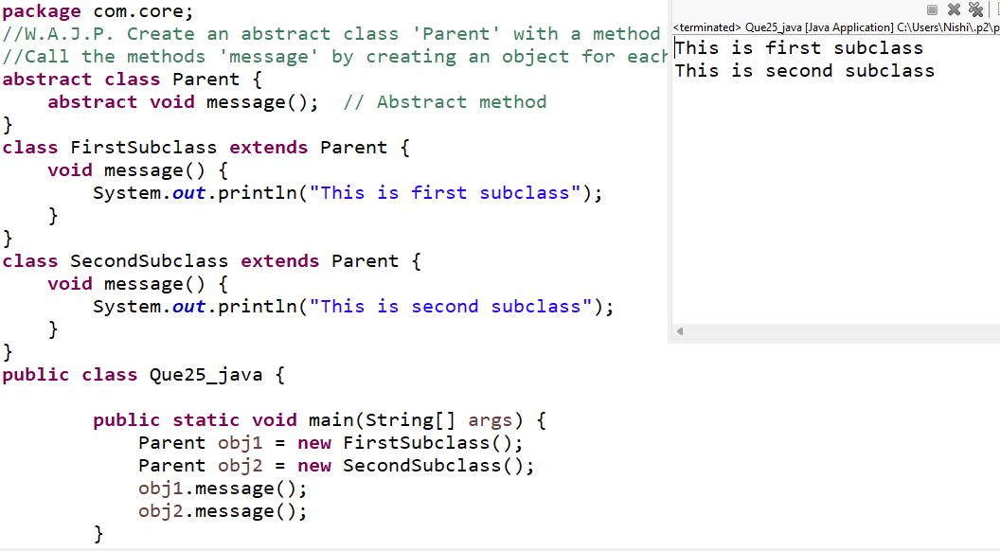 package com.core;
//W.A.J.P. Create an abstract class 'Parent' with a method
//Call the methods 'message' by creating an object for each
abstract class Parent {
    abstract void message();  // Abstract method
}
class FirstSubclass extends Parent {
    void message() {
        System.out.println("This is first subclass");
    }
}
class SecondSubclass extends Parent {
    void message() {
        System.out.println("This is second subclass");
    }
}
public class Que25_java {
        public static void main(String[] args) {
            Parent obj1 = new FirstSubclass();
            Parent obj2 = new SecondSubclass();
            obj1.message();
            obj2.message();
        }
<terminated> Que25_java [Java Application] C:\Users\Nishi\.p2\p
This is first subclass
This is second subclass